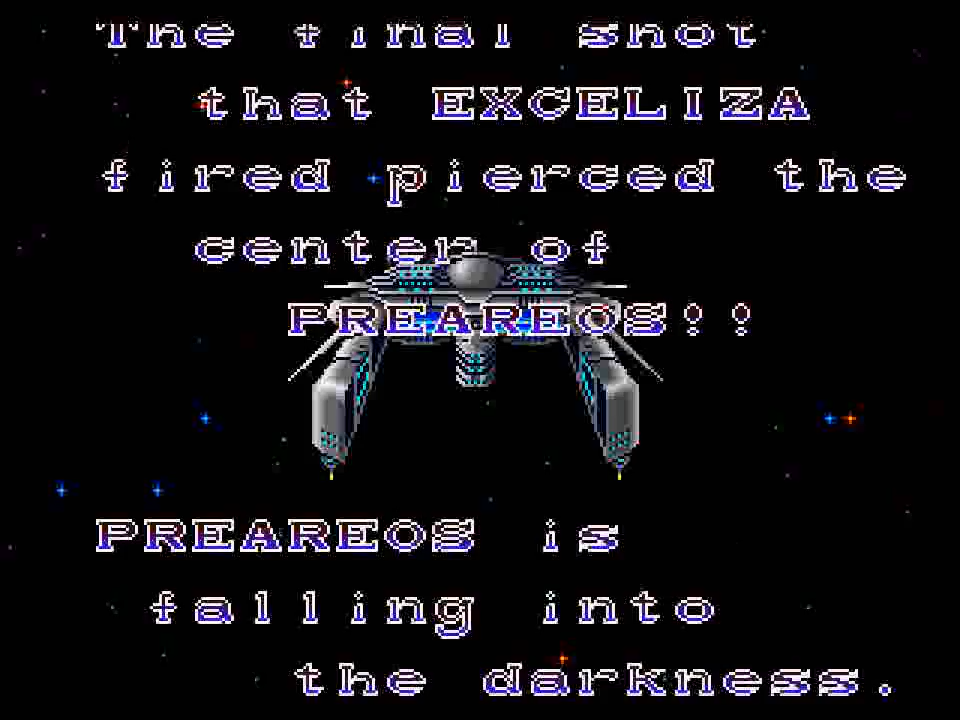 The final shot
that EXCELIZA
fired pierced the
center of
PREAREOS!!
PREAREOS is
falling into
the darkness.